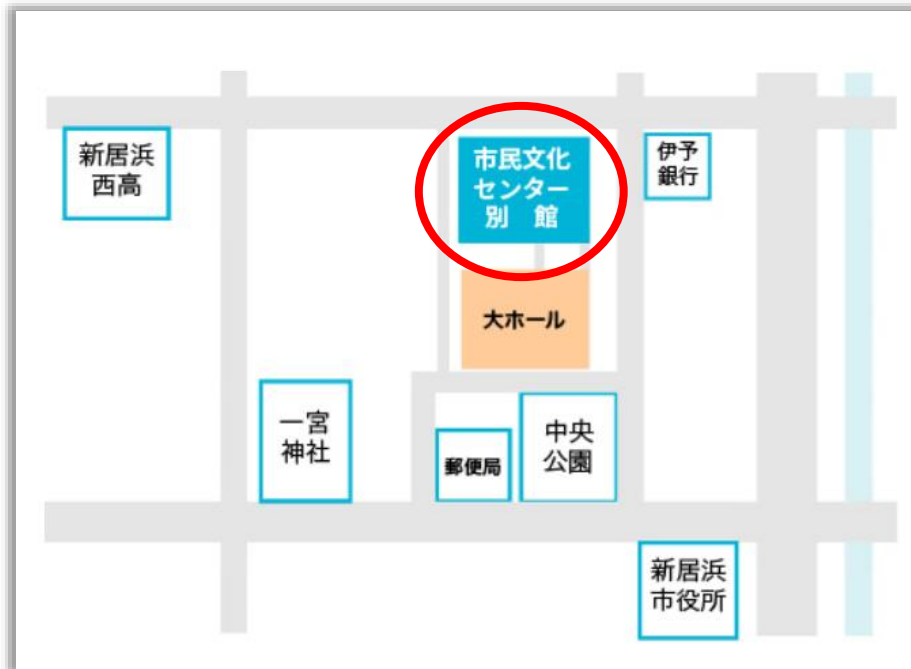 新居浜
西高
市民文化
センター
別　館
伊予
銀行
大ホール
一宮
神社
郵便局
中央
公園
新居浜
市役所